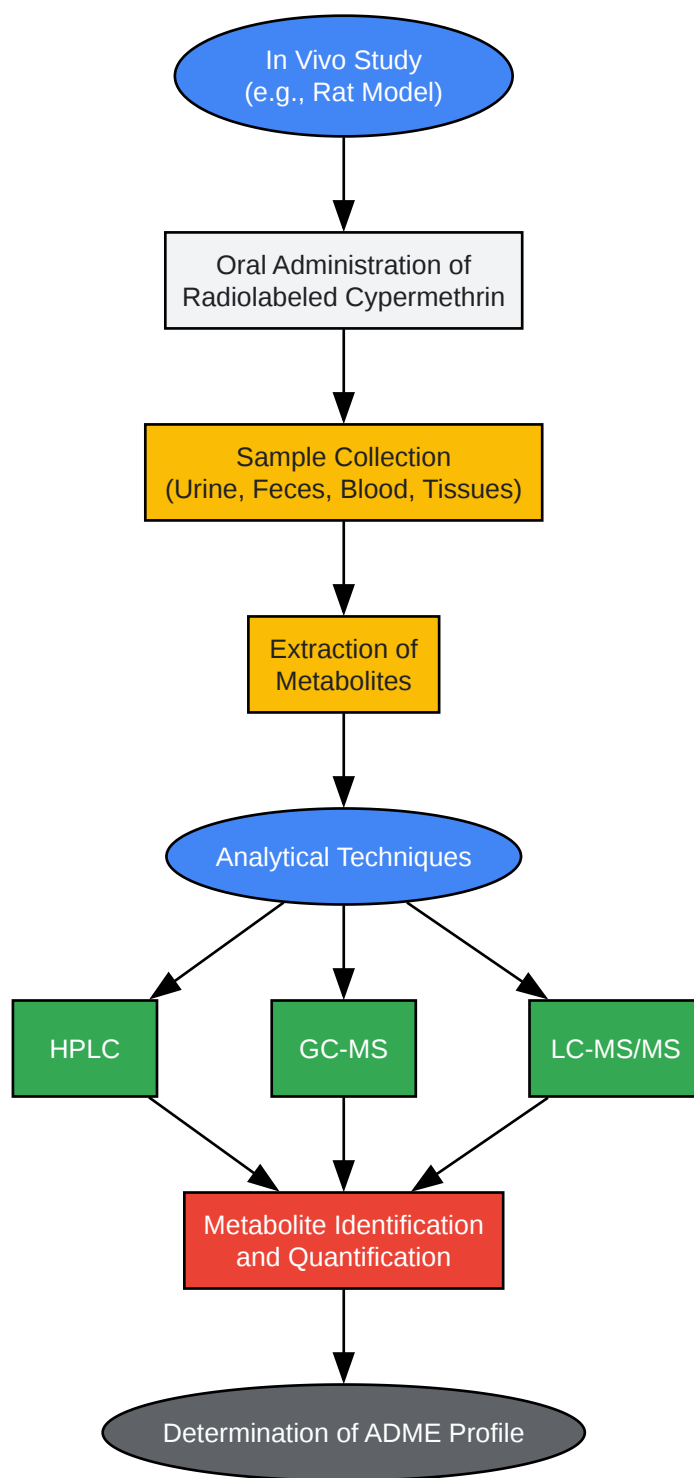 In Vivo Study
(e.g., Rat Model)
Oral Administration of
Radiolabeled Cypermethrin
Sample Collection
(Urine, Feces, Blood, Tissues)
Extraction of
Metabolites
Analytical Techniques
HPLC
GC-MS
LC-MS/MS
Metabolite Identification
and Quantification
Determination of ADME Profile